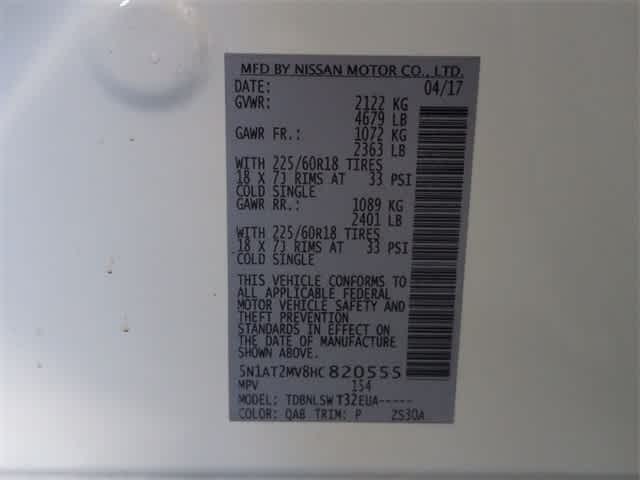 MFD BY NISSAN MOTOR CO., LTD.
DATE: 04/17
GVWR: 2122 KG
4679 LB
GAWR FR.: 1072 KG
2363 LB
WITH 225/60R18 TIRES
18 X 7J RIMS AT 33 PSI
COLD SINGLE
GAWR RR.: 1089 KG
2401 LB
WITH 225/60R18 TIRES
18 X 7J RIMS AT 33 PSI
COLD SINGLE
THIS VEHICLE CONFORMS TO
ALL APPLICABLE FEDERAL
MOTOR VEHICLE SAFETY AND
THEFT PREVENTION
STANDARDS IN EFFECT ON
THE DATE OF MANUFACTURE
SHOWN ABOVE.
5N1AT2MV8HC 820555
MPV 154
MODEL: TDBNLSW T32EUA-----
COLOR: QAB TRIM: P 2S30A